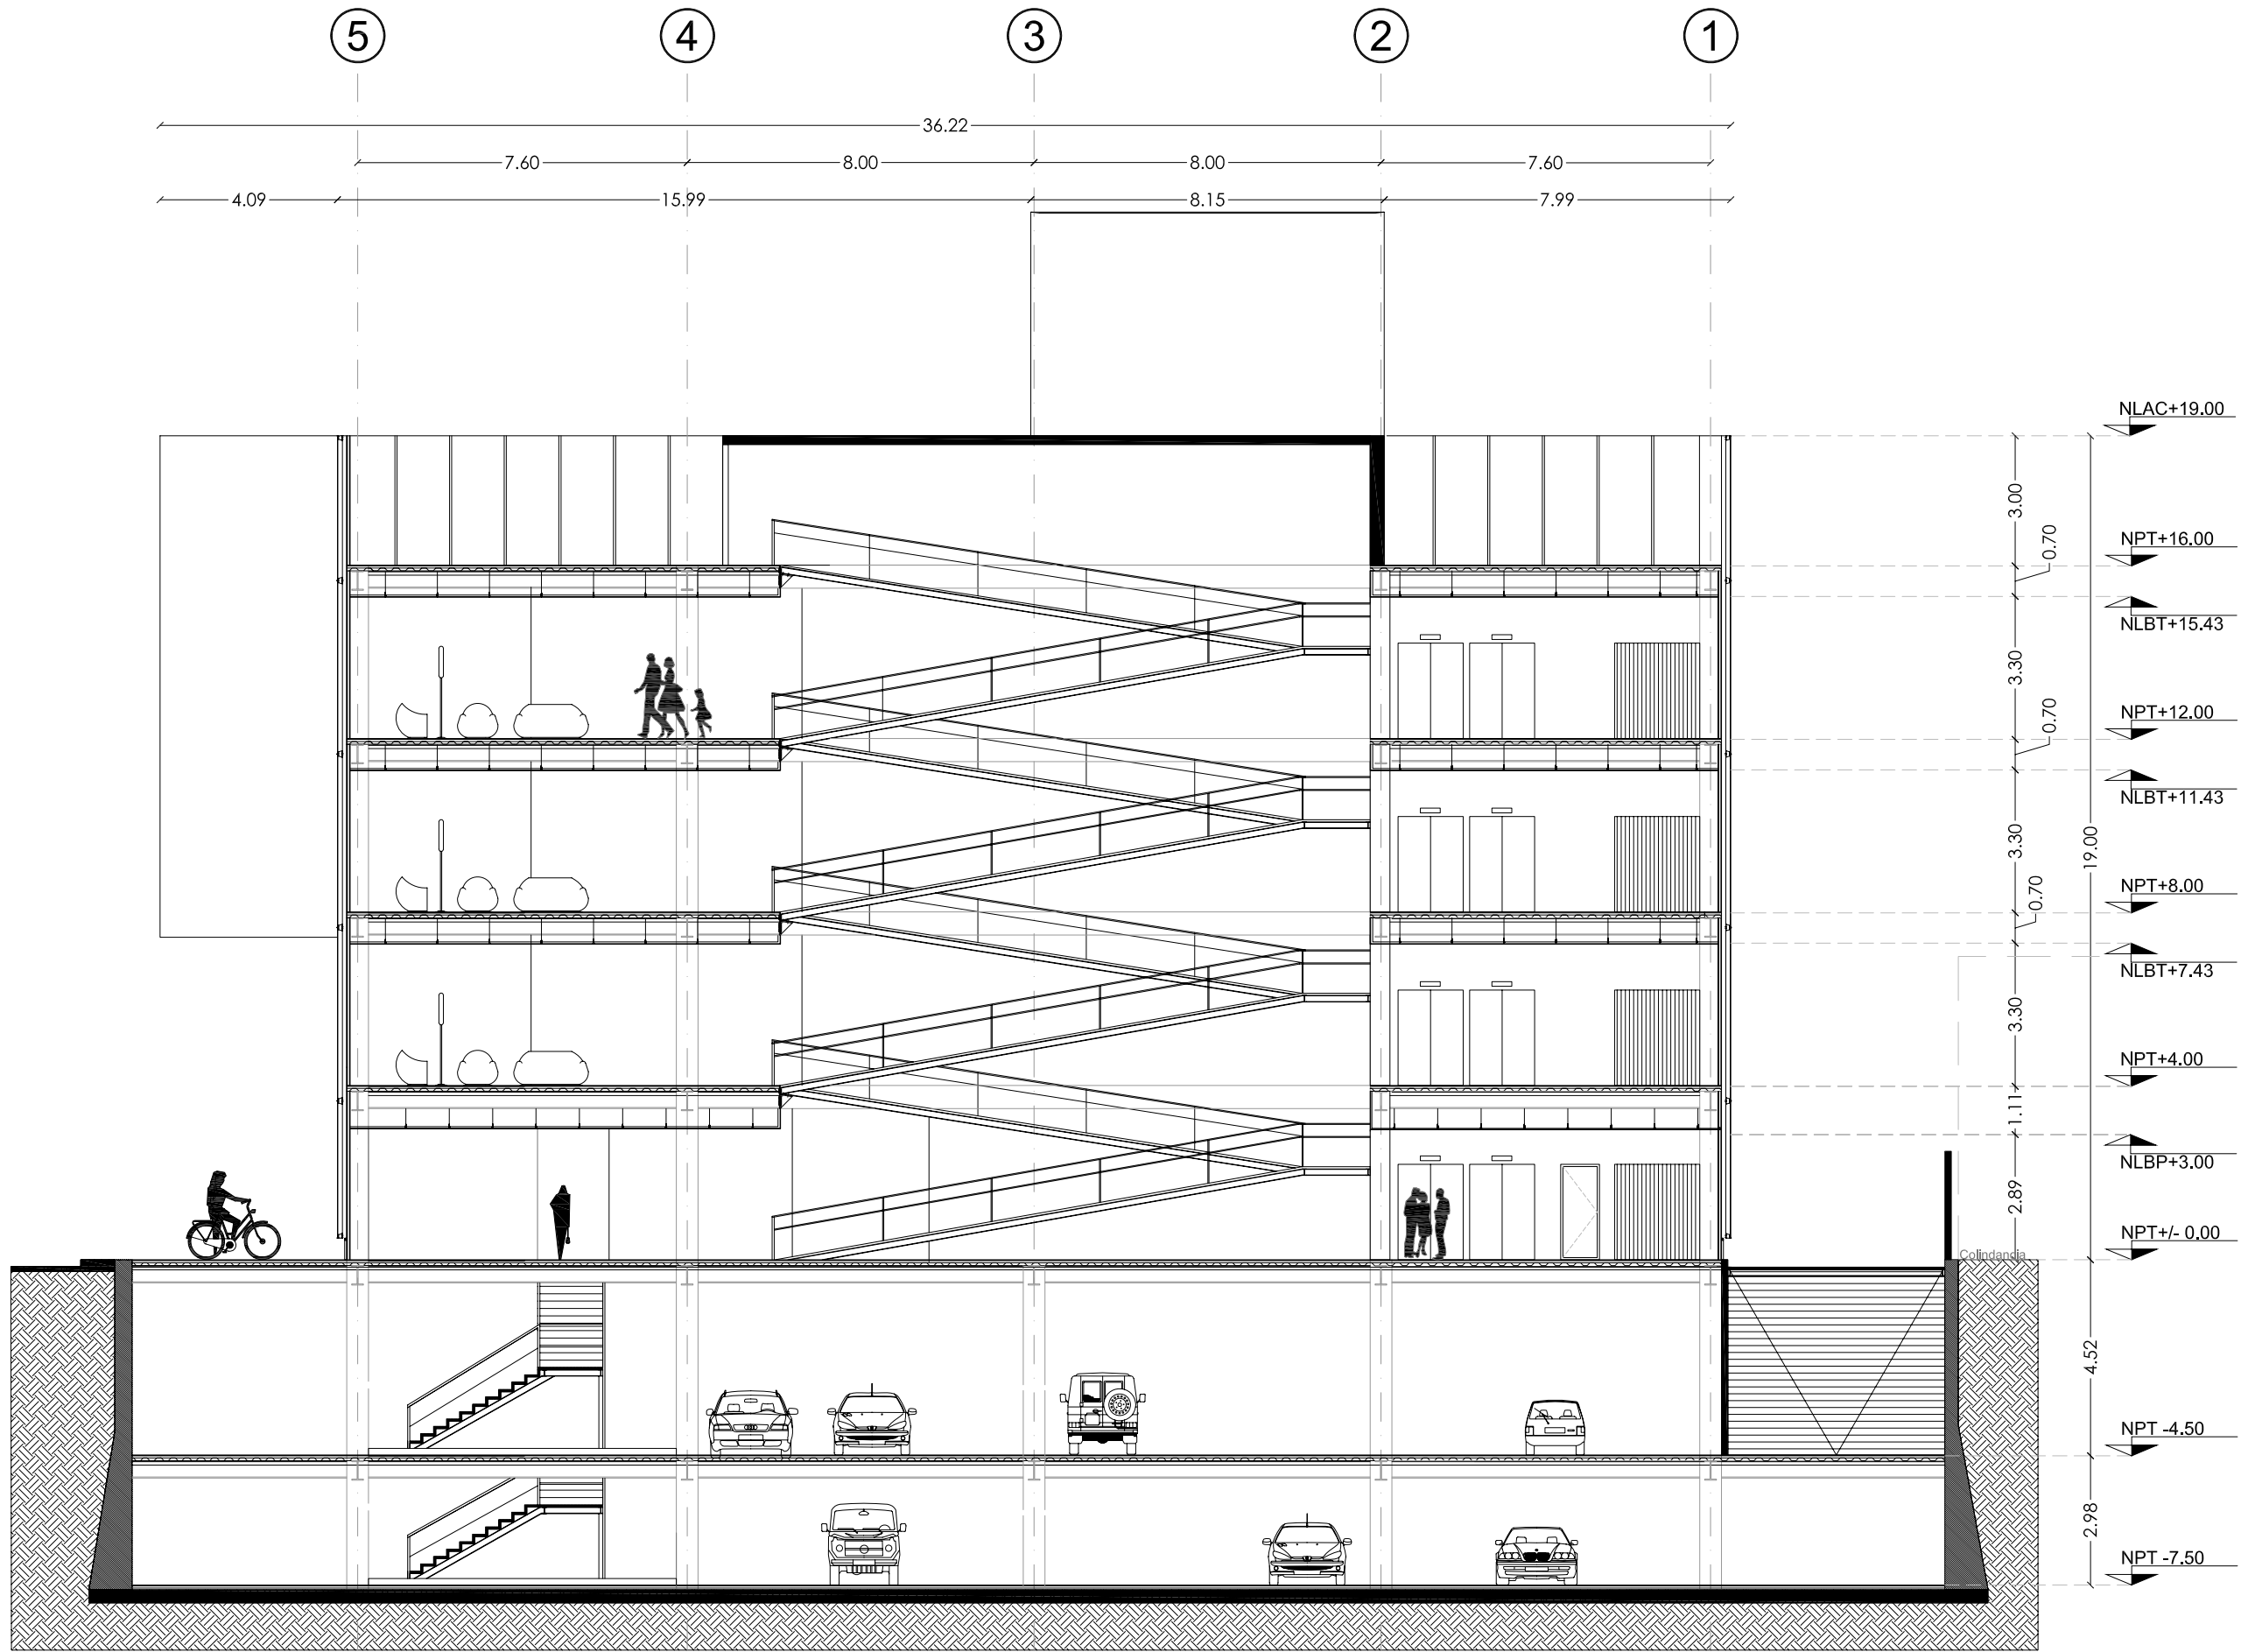 5 4 3 2 1
36.22
7.60 8.00 8.00 7.60
4.09 15.99 8.15 7.99
NLAC+19.00
3.00
0.70
NPT+16.00
NLBT+15.43
3.30
0.70
NPT+12.00
NLBT+11.43
3.30
19.00
0.70
NPT+8.00
NLBT+7.43
3.30
NPT+4.00
1.11
NLBP+3.00
2.89
NPT+/- 0.00
Colindancia
4.52
NPT -4.50
2.98
NPT -7.50